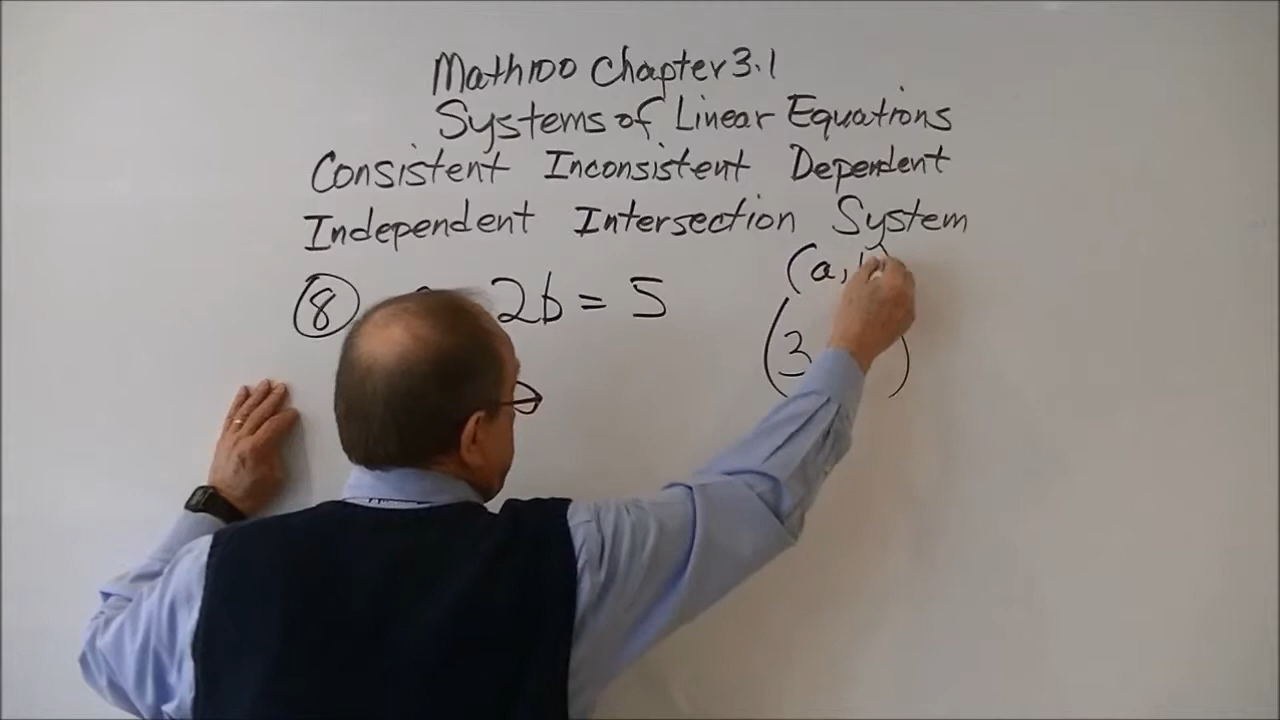 Math100 Chapter 3.1
Systems of Linear Equations
Consistent Inconsistent Dependent
Independent Intersection System
(a,
8 2b = 5
(3 )